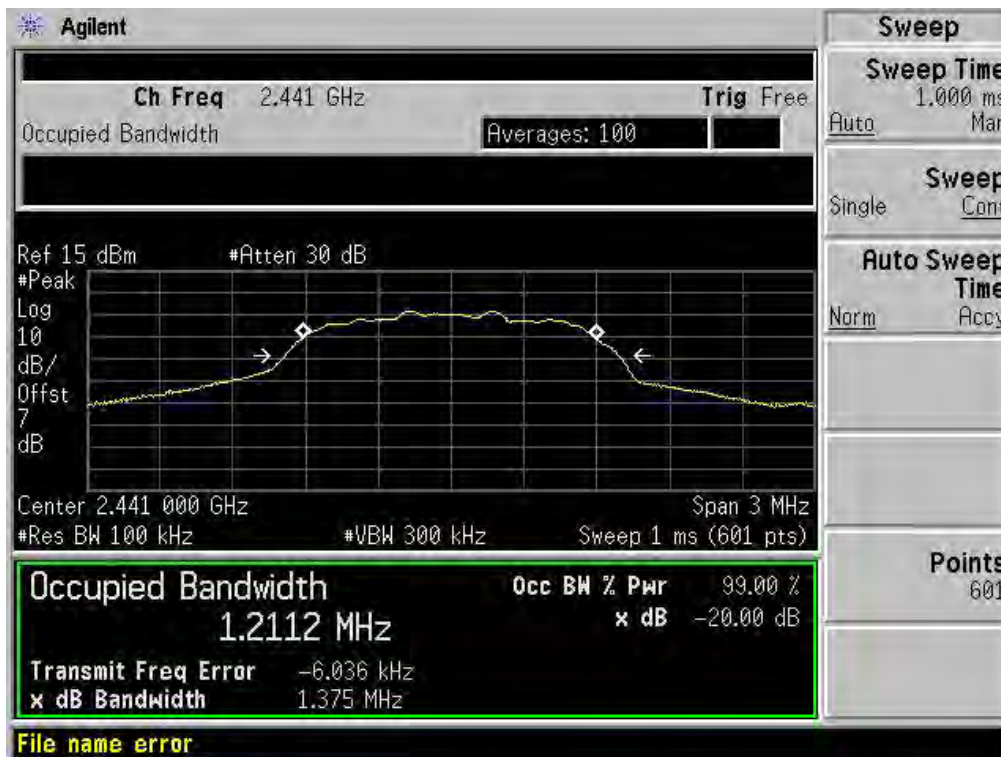 Agilent
Ch Freq 2.441 GHz Trig Free
Occupied Bandwidth Averages: 100
Ref 15 dBm #Atten 30 dB
#Peak
Log
10
dB/
Offst
7
dB
Center 2.441 000 GHz Span 3 MHz
#Res BW 100 kHz #VBW 300 kHz Sweep 1 ms (601 pts)
Occupied Bandwidth Occ BW % Pwr 99.00 %
1.2112 MHz x dB -20.00 dB
Transmit Freq Error -6.036 kHz
x dB Bandwidth 1.375 MHz
File name error
Sweep
Sweep Time
1.000 ms
Auto Man
Sweep
Single Cont
Auto Sweep
Time
Norm Accy
Points
601